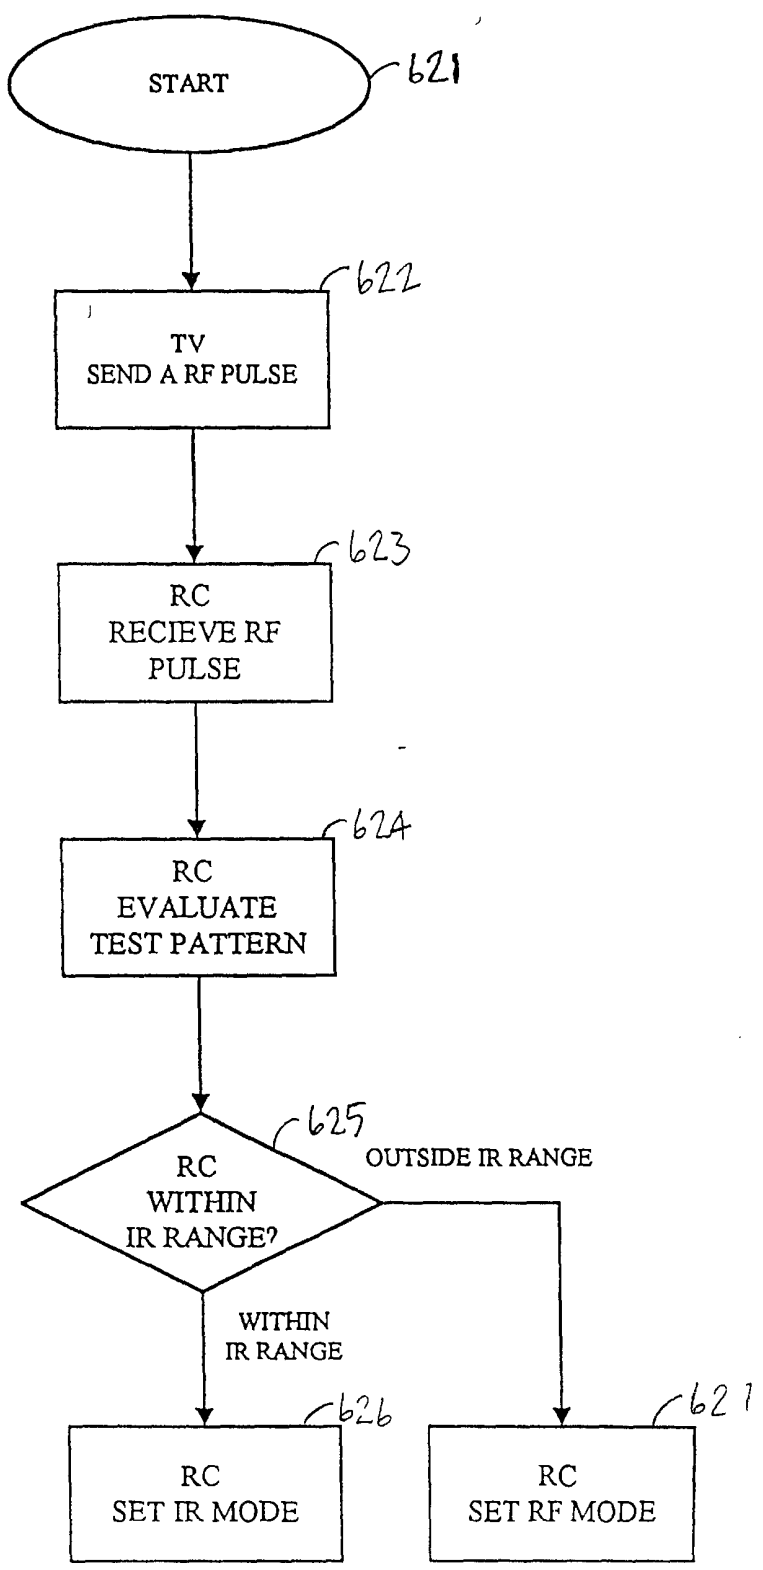 START
621
622
TV
SEND A RF PULSE
623
RC
RECIEVE RF
PULSE
624
RC
EVALUATE
TEST PATTERN
625
OUTSIDE IR RANGE
RC
WITHIN
IR RANGE?
WITHIN
IR RANGE
626
627
RC
SET IR MODE
RC
SET RF MODE